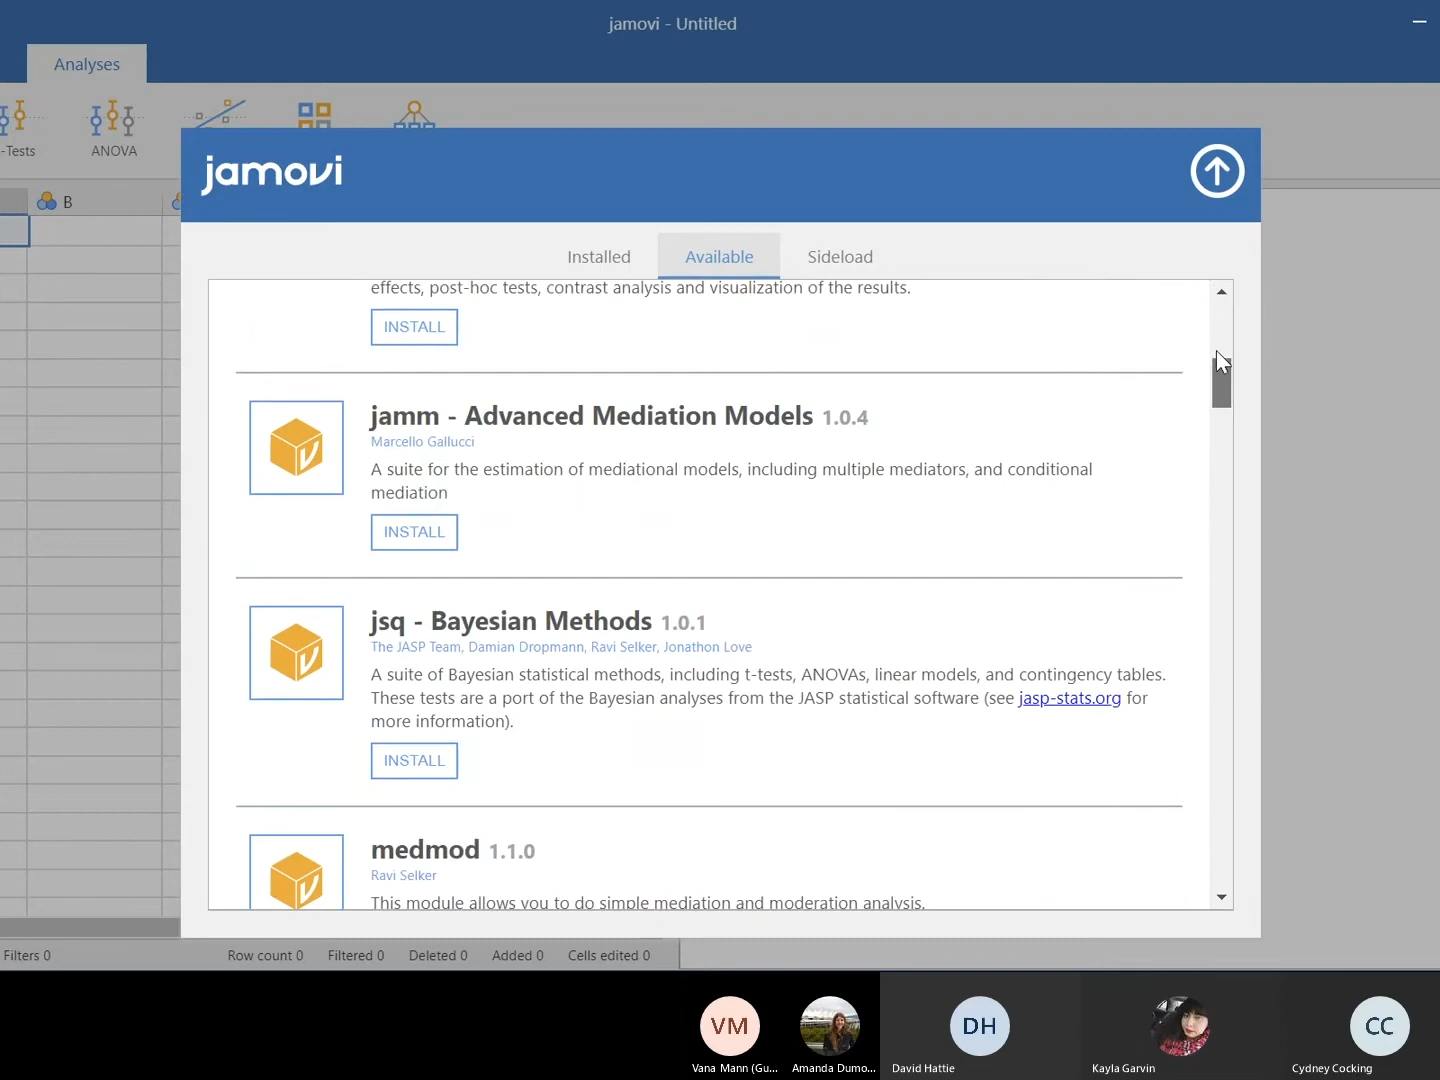 jamovi - Untitled
Analyses
-Tests
ANOVA
jamovi
B
Installed
Available
Sideload
effects, post-hoc tests, contrast analysis and visualization of the results.
INSTALL
jamm - Advanced Mediation Models 1.0.4
Marcello Gallucci
A suite for the estimation of mediational models, including multiple mediators, and conditional
mediation
INSTALL
jsq - Bayesian Methods 1.0.1
The JASP Team, Damian Dropmann, Ravi Selker, Jonathon Love
A suite of Bayesian statistical methods, including t-tests, ANOVAs, linear models, and contingency tables.
These tests are a part of the Bayesian analyses from the JASP statistical software (see jasp-stats.org for
more information).
INSTALL
medmod 1.1.0
Ravi Selker
This module allows you to do simple mediation and moderation analysis.
Filters 0
Row count 0
Filtered 0
Deleted 0
Added 0
Cells edited 0
VM
DH
CC
Vana Mann (Gu...
Amanda Dumo...
David Hattie
Kayla Garvin
Cydney Cocking